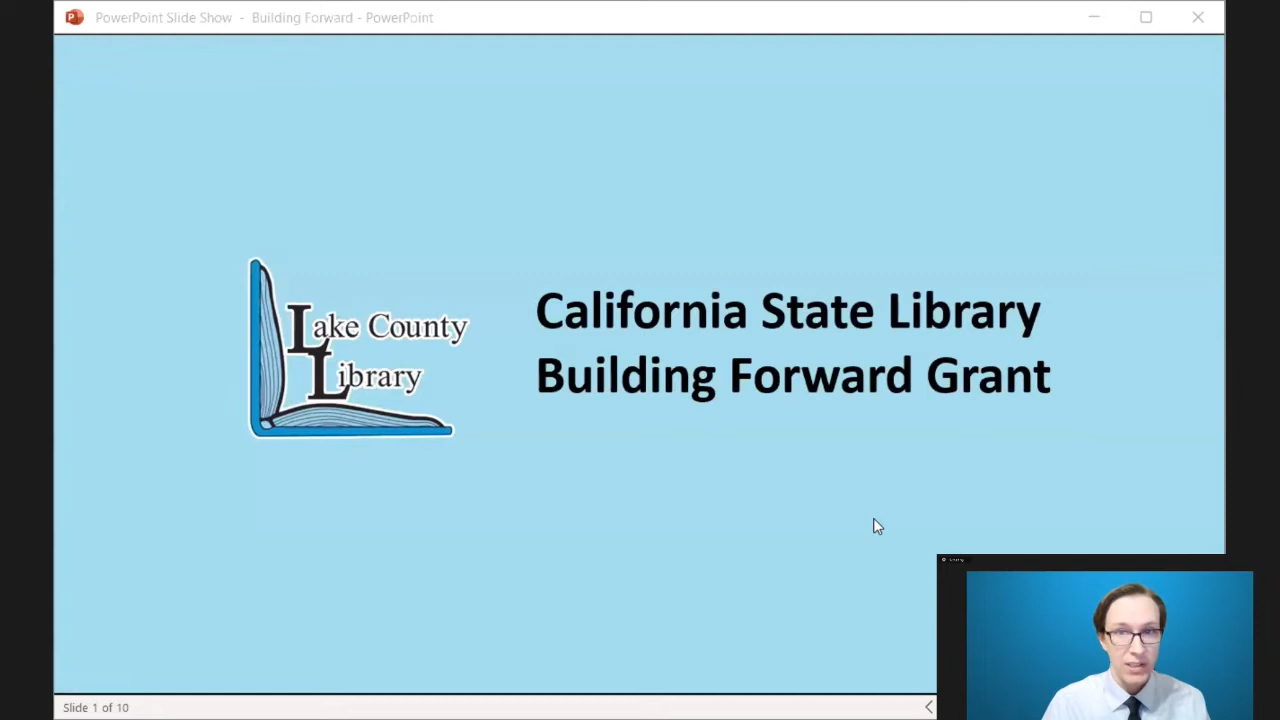 PowerPoint Slide Show - Building Forward - PowerPoint
Lake County
Library
California State Library
Building Forward Grant
Slide 1 of 10